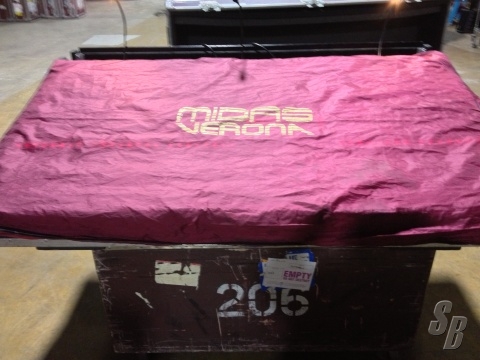 MIDAS
VERONA
EMPTY
205
SB